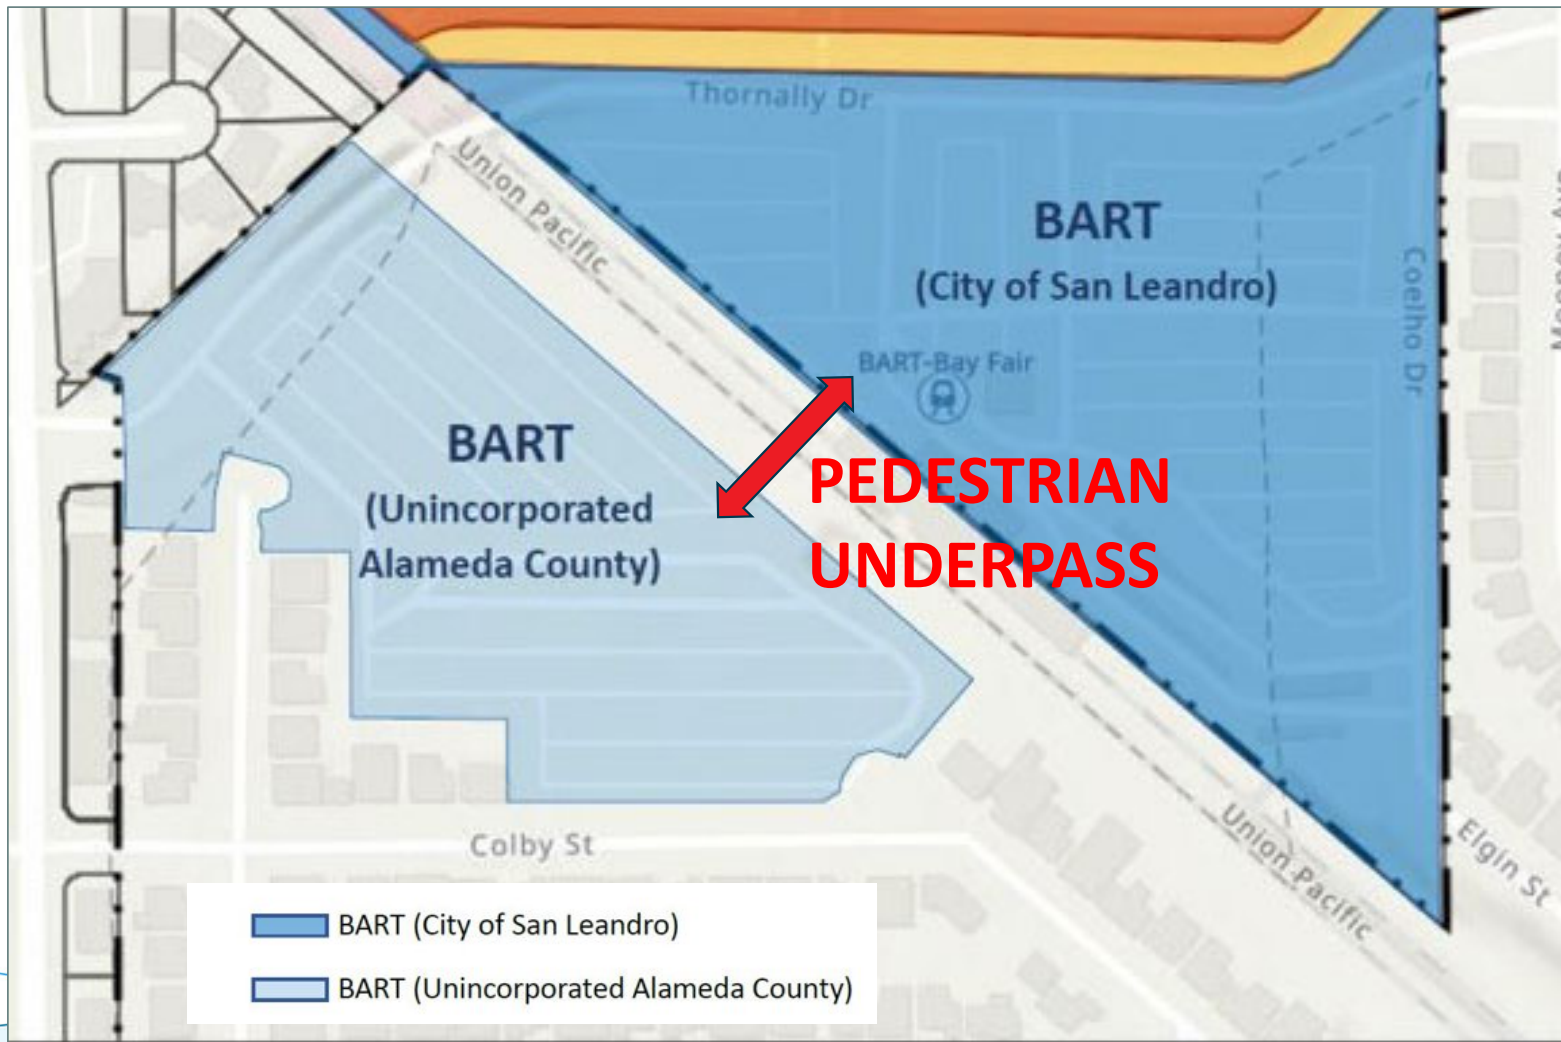 Thornally Dr
Union Pacific
BART
(City of San Leandro)
Coelho Dr
BART-Bay Fair
BART
(Unincorporated
Alameda County)
PEDESTRIAN
UNDERPASS
Colby St
Union Pacific
Elgin St
BART (City of San Leandro)
BART (Unincorporated Alameda County)